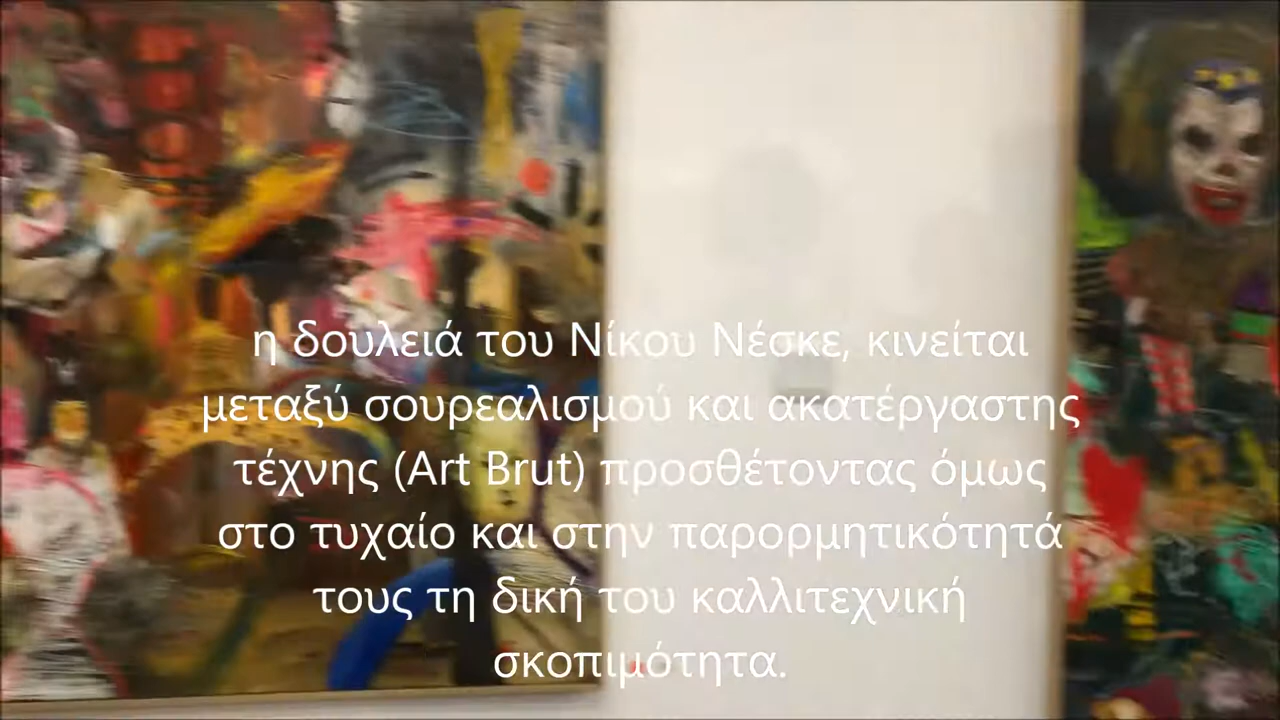 η δουλειά του Νίκου Νέσκε, κινείται
μεταξύ σουρεαλισμού και ακατέργαστης
τέχνης (Art Brut) προσθέτοντας όμως
στο τυχαίο και στην παρορμητικότητά
τους τη δική του καλλιτεχνική
σκοπιμότητα.